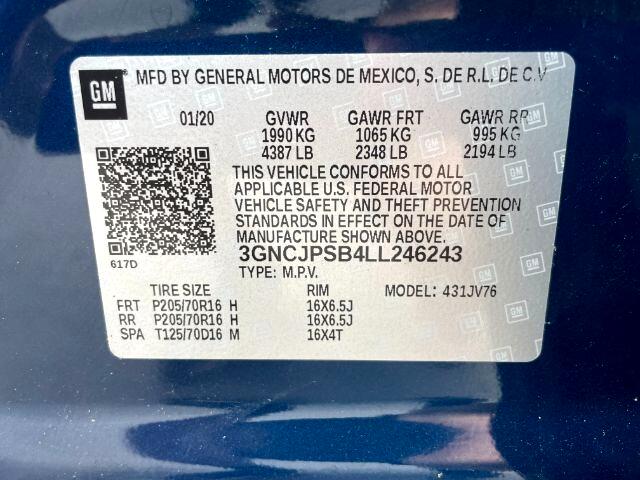 GM
MFD BY GENERAL MOTORS DE MEXICO, S. DE R.L. DE C.V
01/20 GVWR GAWR FRT GAWR RR
1990 KG 1065 KG 995 KG
4387 LB 2348 LB 2194 LB
THIS VEHICLE CONFORMS TO ALL
APPLICABLE U.S. FEDERAL MOTOR
VEHICLE SAFETY AND THEFT PREVENTION
STANDARDS IN EFFECT ON THE DATE OF
MANUFACTURE SHOWN ABOVE.
617D
3GNCJPSB4LL246243
TYPE: M.P.V.
TIRE SIZE RIM MODEL: 431JV76
FRT P205/70R16 H 16X6.5J
RR P205/70R16 H 16X6.5J
SPA T125/70D16 M 16X4T